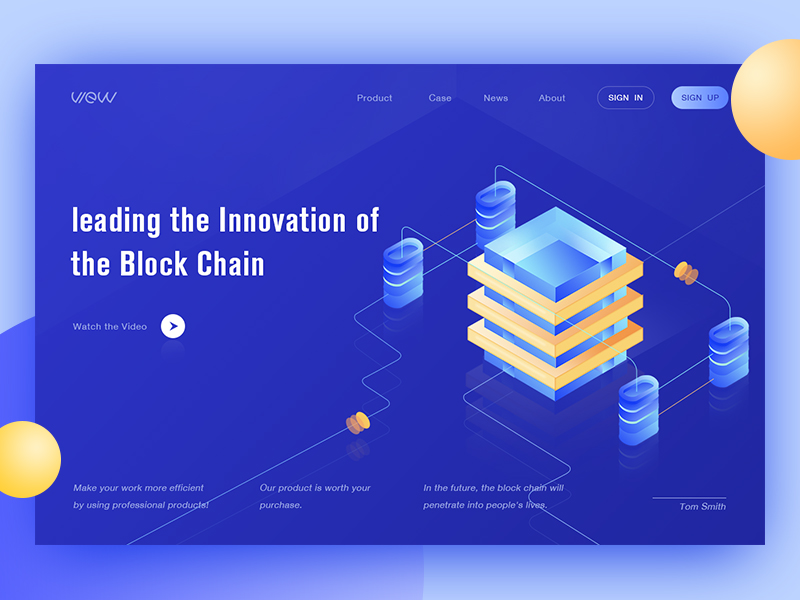 view
Product Case News About SIGN IN SIGN UP
leading the Innovation of
the Block Chain
Watch the Video
Make your work more efficient
by using professional products!
Our product is worth your
purchase.
In the future, the block chain will
penetrate into people's lives.
Tom Smith